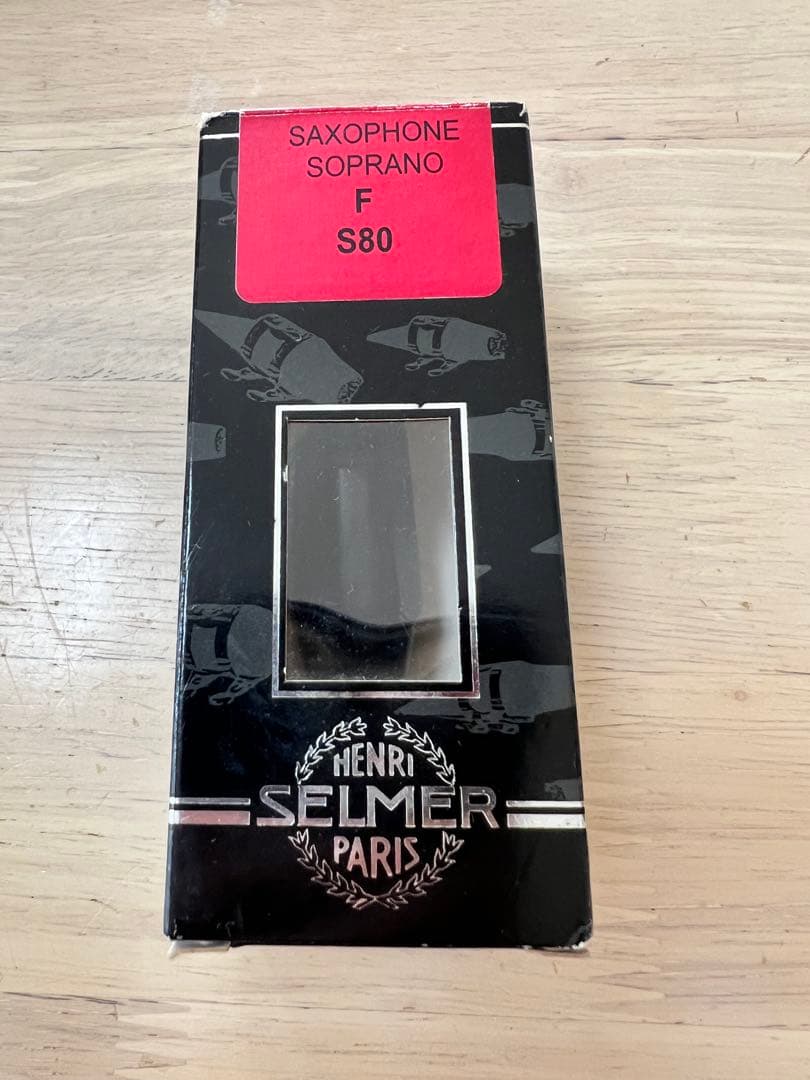 SAXOPHONE
SOPRANO
F
S80
HENRI
SELMER
PARIS